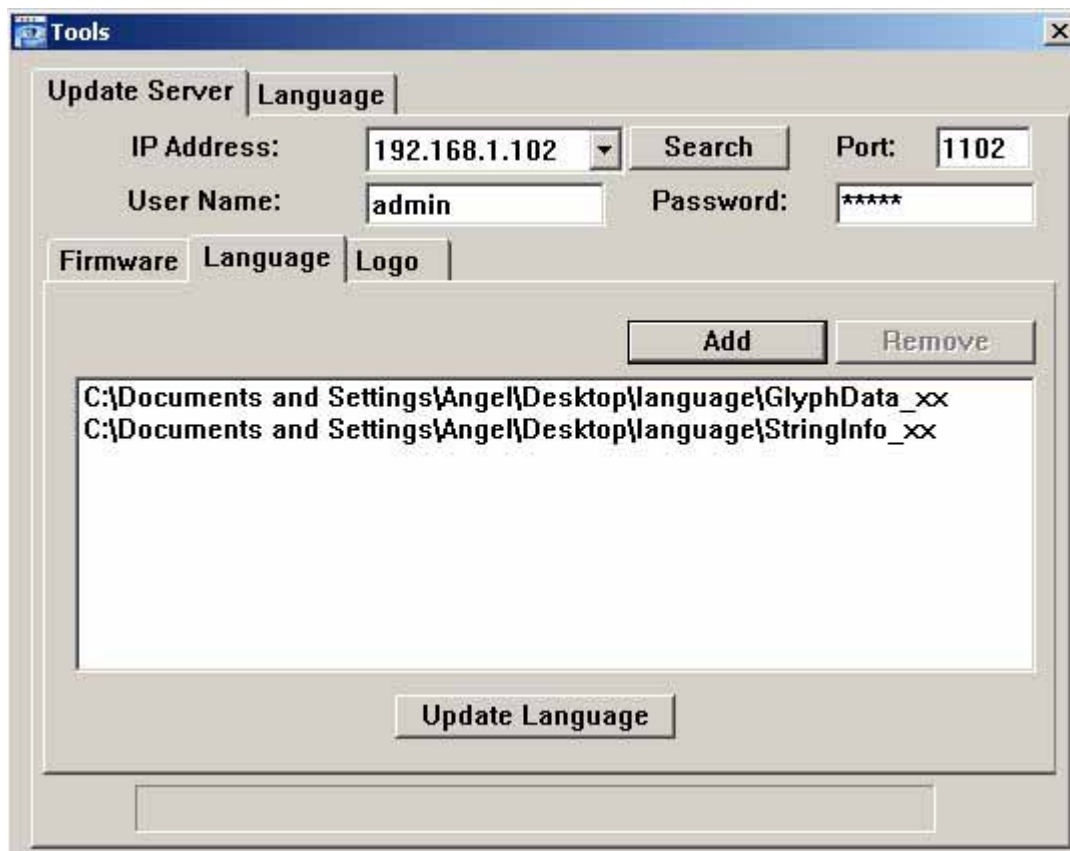 Tools
Update Server Language
IP Address: 192.168.1.102 Search Port: 1102
User Name: admin Password: *****
Firmware Language Logo
Add Remove
C:\Documents and Settings\Angel\Desktop\language\GlyphData_xx
C:\Documents and Settings\Angel\Desktop\language\StringInfo_xx
Update Language